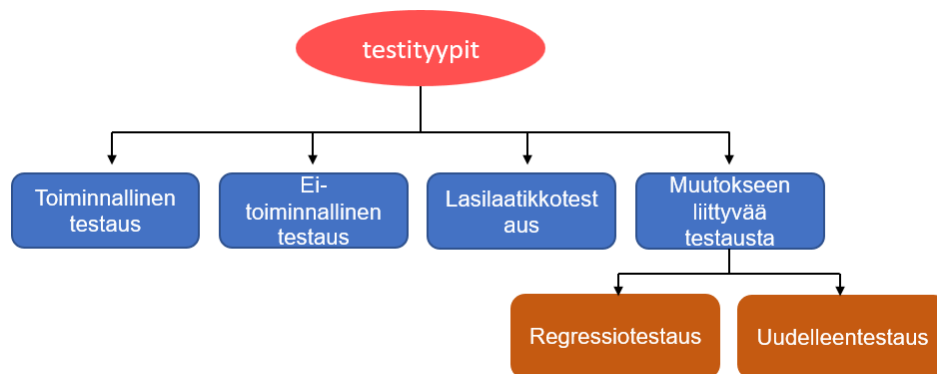 testityypit
Toiminnallinen
testaus
Ei-
toiminnallinen
testaus
Lasilaatikkotest
aus
Muutokseen
liittyvää
testausta
Regressiotestaus
Uudelleentestaus